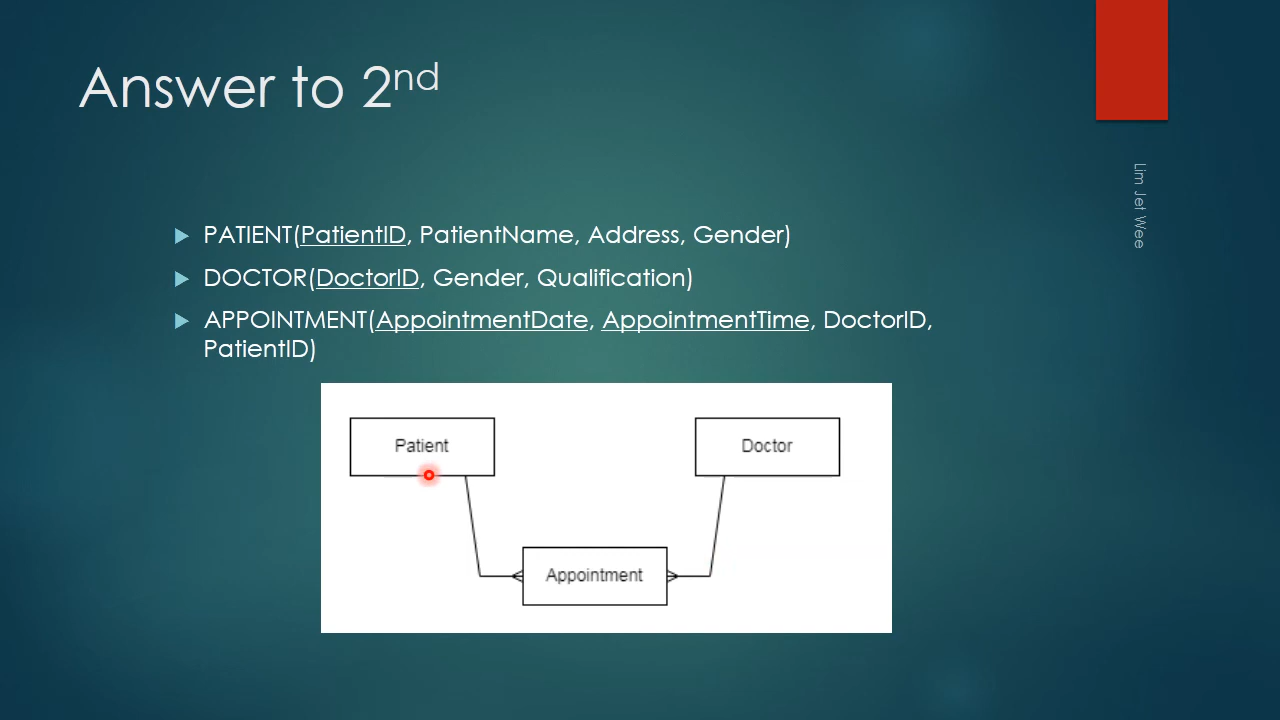 Answer to 2nd
PATIENT(PatientID, PatientName, Address, Gender)
DOCTOR(DoctorID, Gender, Qualification)
APPOINTMENT(AppointmentDate, AppointmentTime, DoctorID,
PatientID)
Patient
Doctor
Appointment
Lim Jet Wee